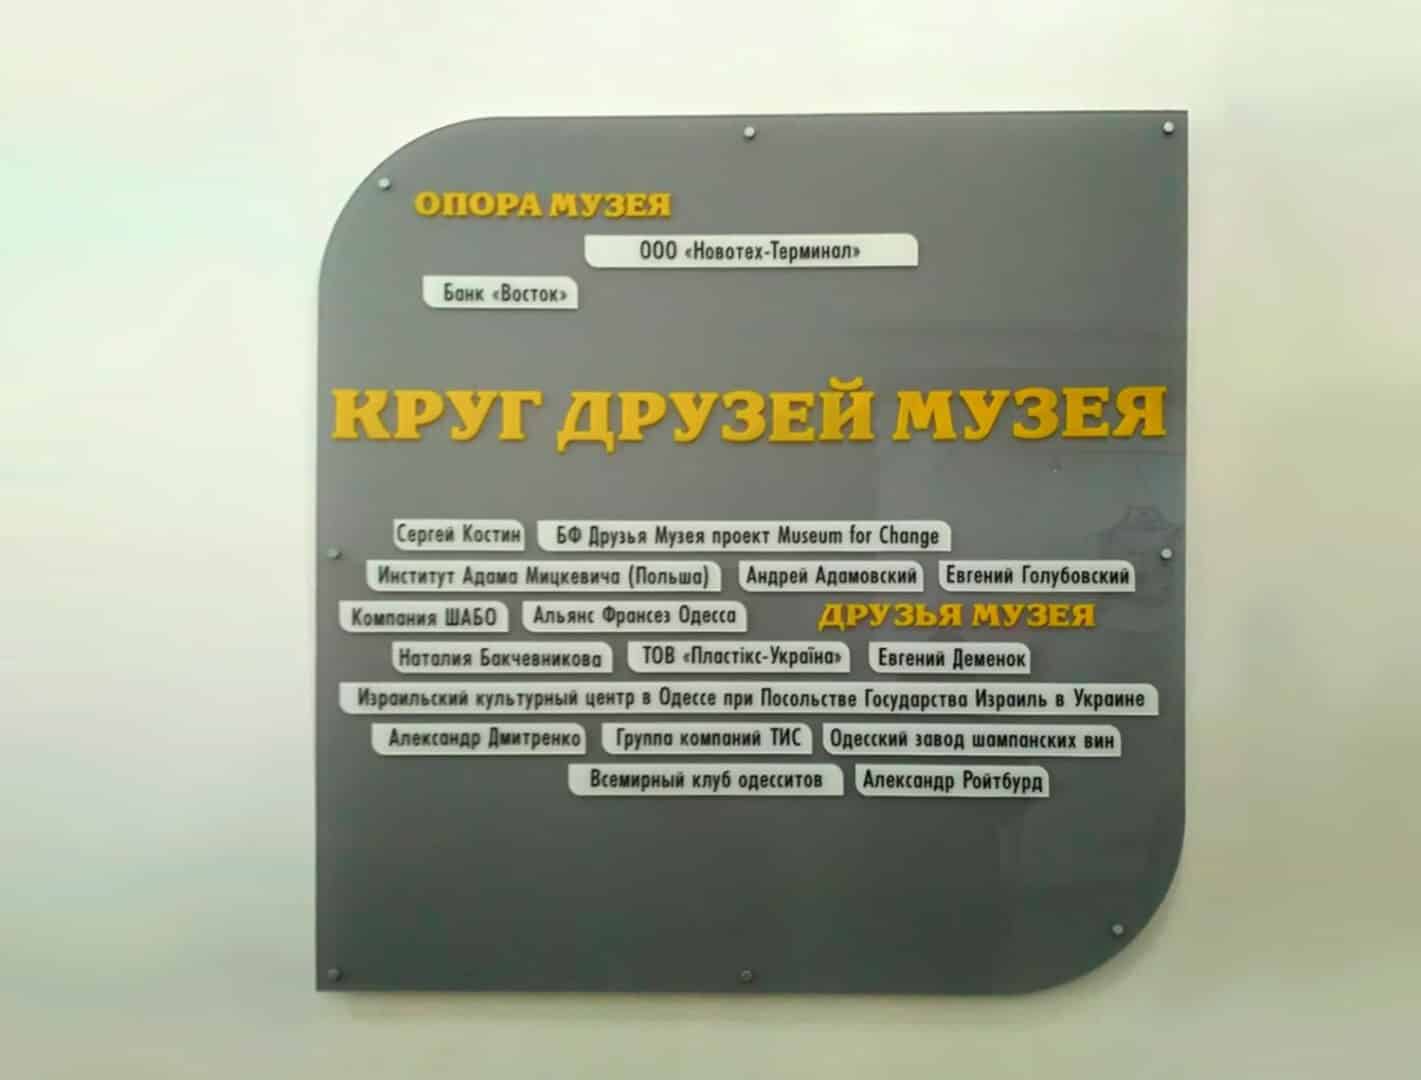 ОПОРА МУЗЕЯ
ООО «Новотех-Терминал»
Банк «Восток»
КРУГ ДРУЗЕЙ МУЗЕЯ
Сергей Костин БФ Друзья Музея проект Museum for Change
Институт Адама Мицкевича (Польша) Андрей Адамовский Евгений Голубовский
Компания ШАБО Альянс Франсез Одесса ДРУЗЬЯ МУЗЕЯ
Наталия Бакчевникова ТОВ «Пластікс-Україна» Евгений Деменок
Израильский культурный центр в Одессе при Посольстве Государства Израиль в Украине
Александр Дмитренко Группа компаний ТИС Одесский завод шампанских вин
Всемирный клуб одесситов Александр Ройтбурд